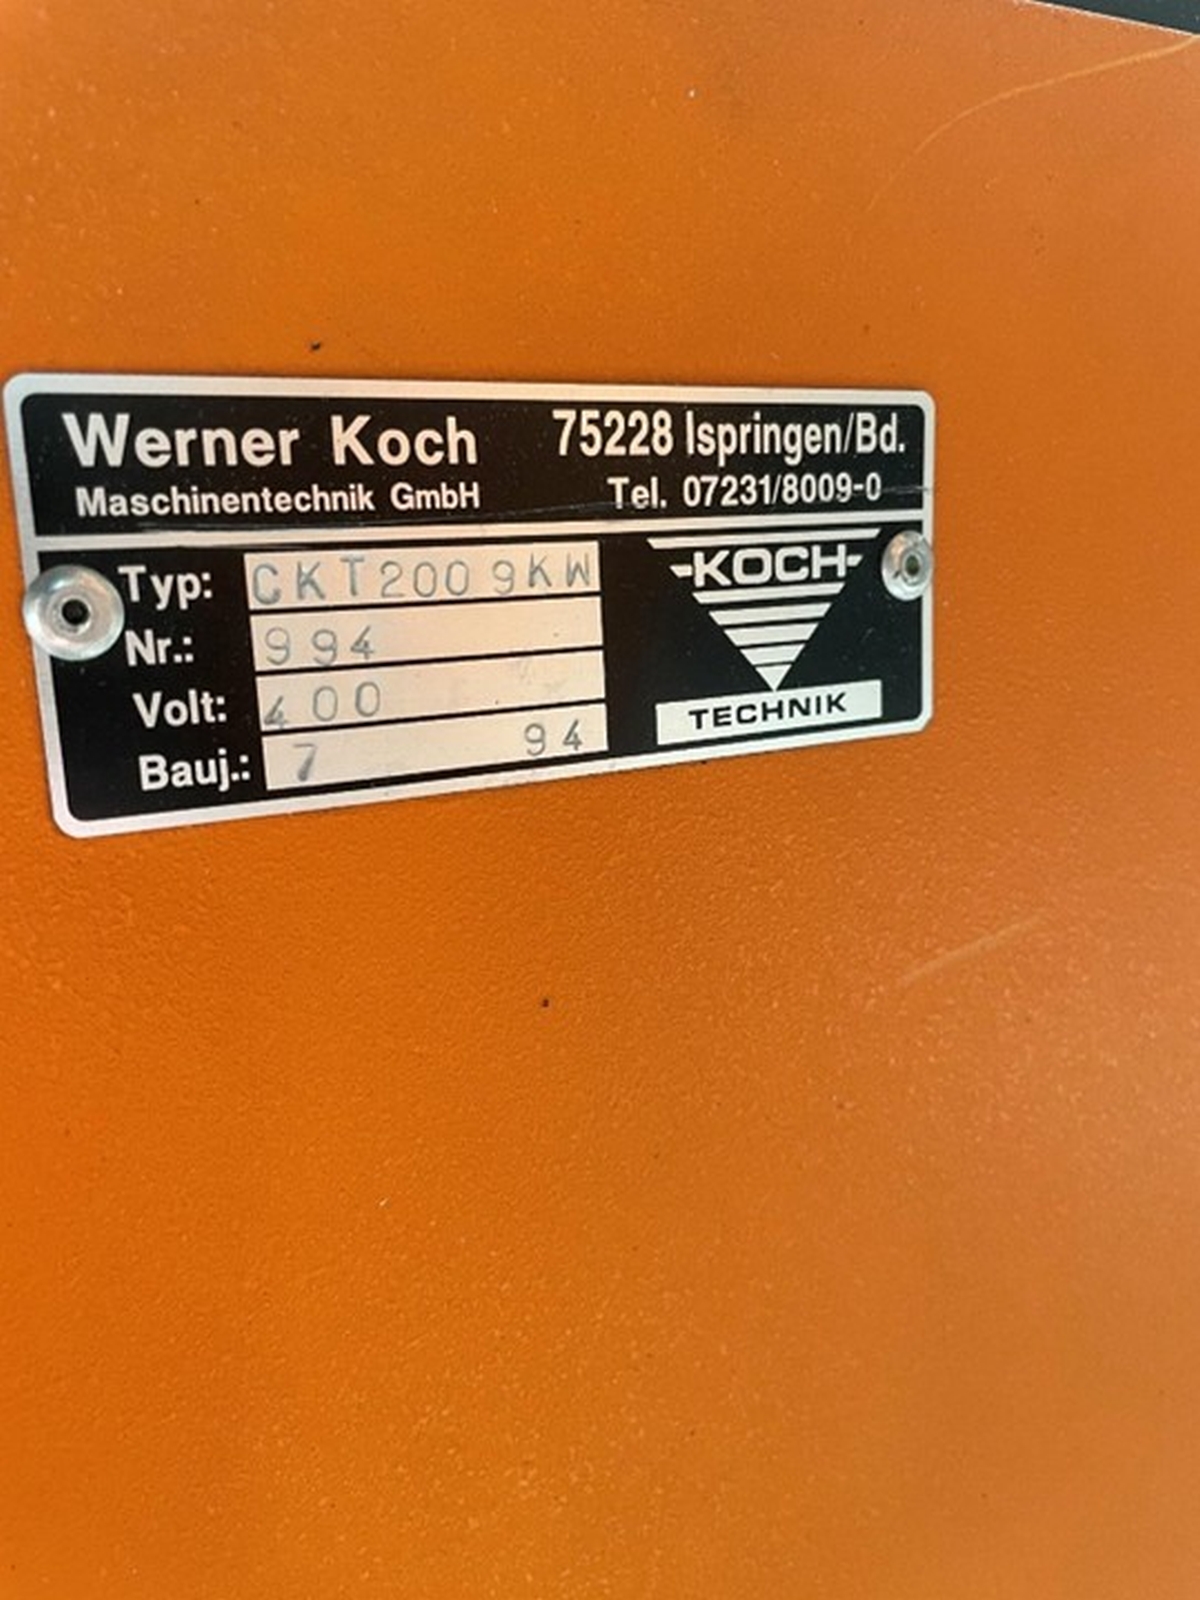 Werner Koch 75228 Ispringen/Bd.
Maschinentechnik GmbH Tel. 07231/8009-0
Typ: CKT200 9KW
Nr.: 994
Volt: 400
Bauj.: 7 94
-KOCH-
TECHNIK